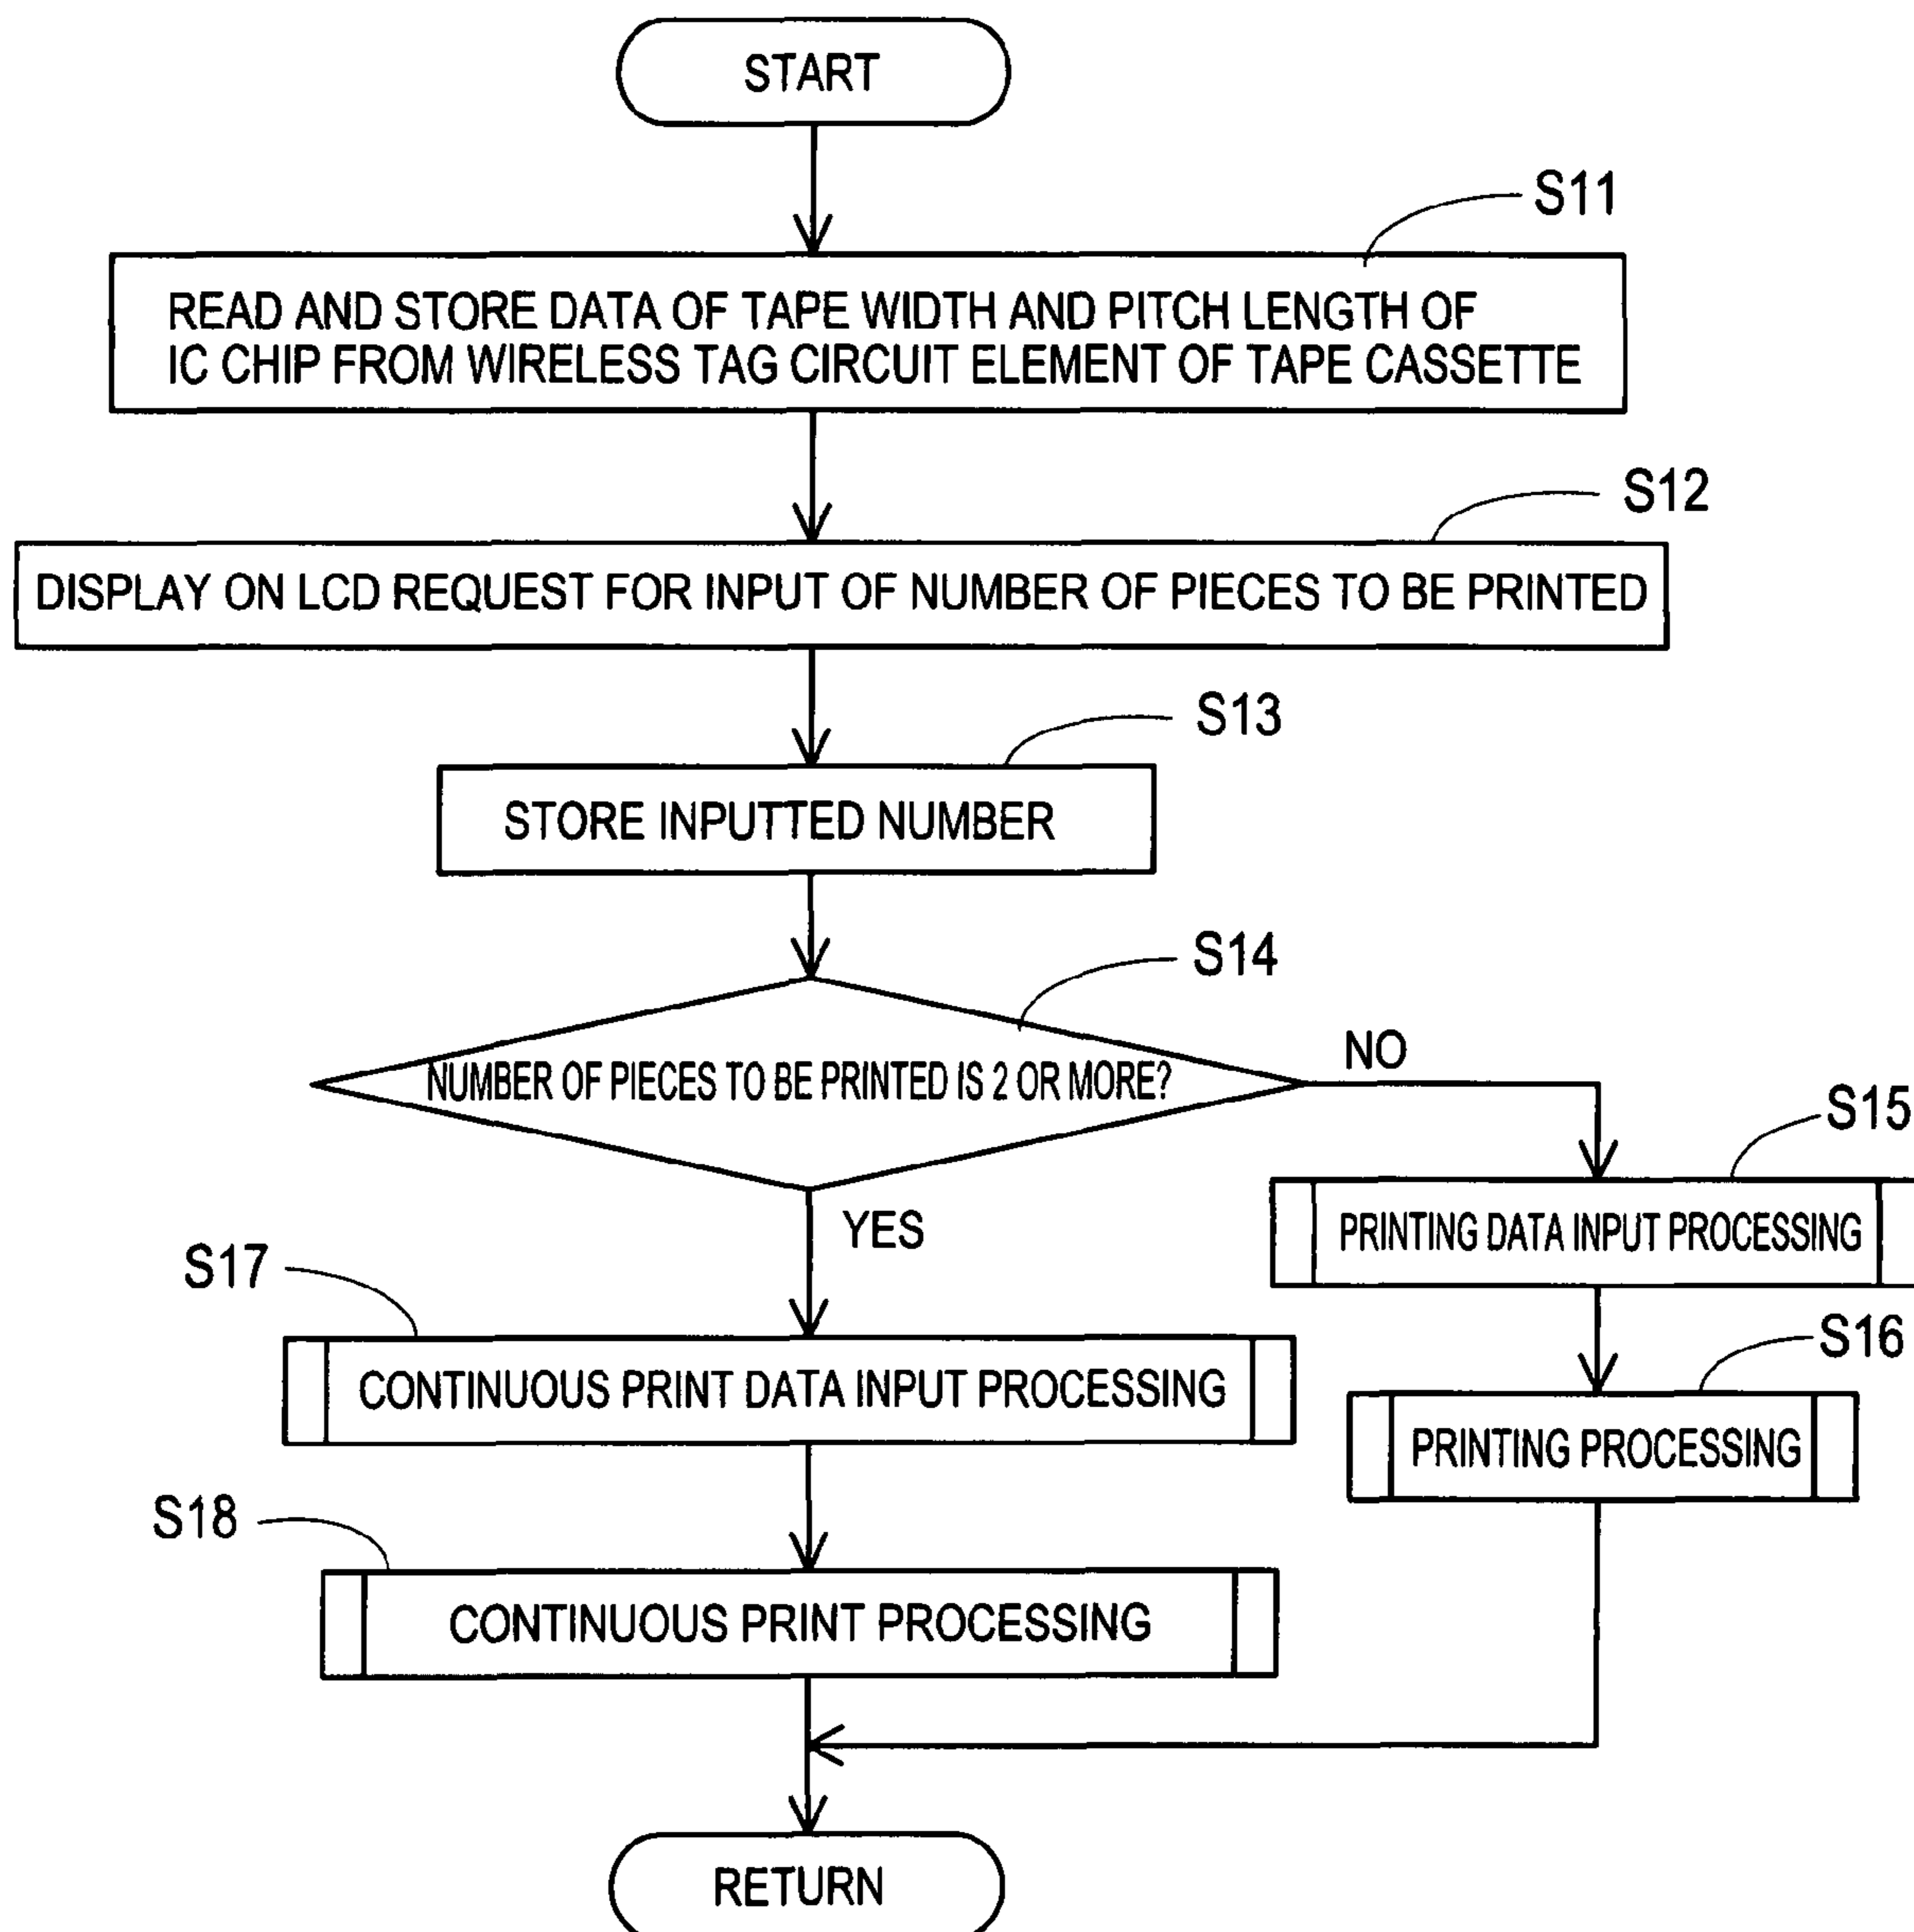 START
S11
READ AND STORE DATA OF TAPE WIDTH AND PITCH LENGTH OF
IC CHIP FROM WIRELESS TAG CIRCUIT ELEMENT OF TAPE CASSETTE
S12
DISPLAY ON LCD REQUEST FOR INPUT OF NUMBER OF PIECES TO BE PRINTED
S13
STORE INPUTTED NUMBER
S14
NUMBER OF PIECES TO BE PRINTED IS 2 OR MORE?
NO
S15
PRINTING DATA INPUT PROCESSING
YES
S17
CONTINUOUS PRINT DATA INPUT PROCESSING
S16
PRINTING PROCESSING
S18
CONTINUOUS PRINT PROCESSING
RETURN